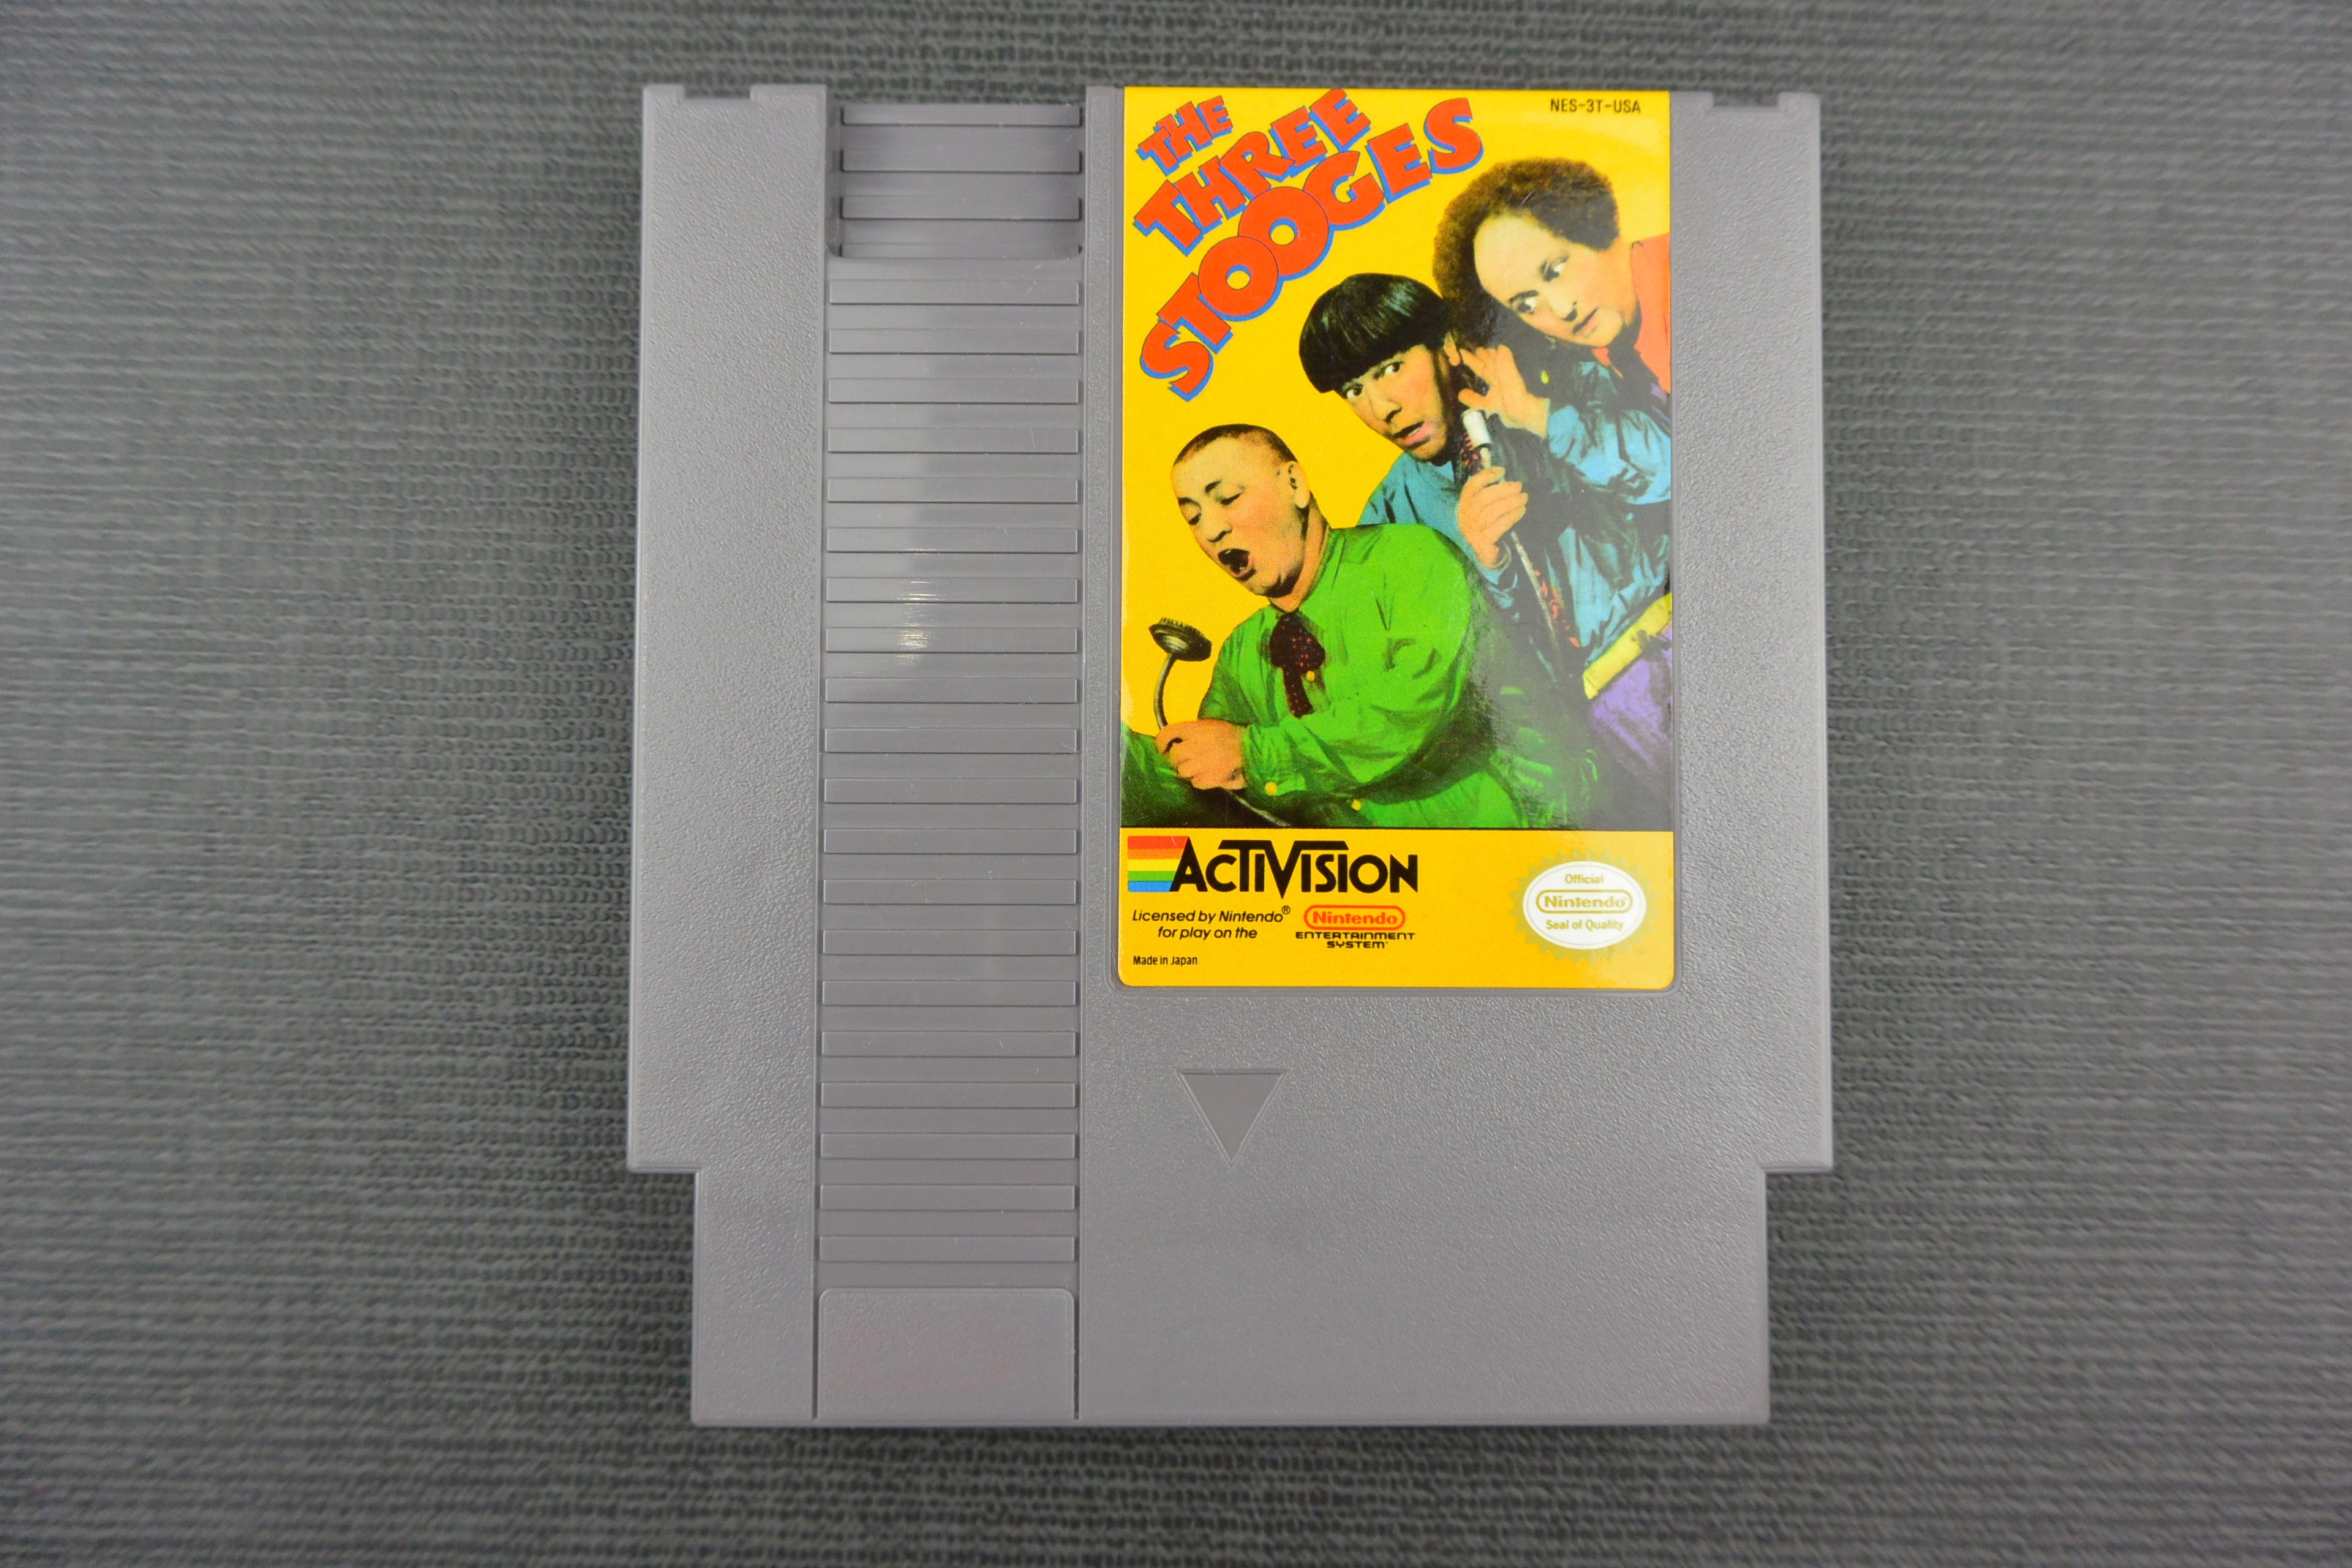 NES-3T-USA
THE
THREE
STOOGES
ACTIVISION
Licensed by Nintendo®
for play on the
Nintendo
ENTERTAINMENT
SYSTEM
Made in Japan
Official
Nintendo
Seal of Quality